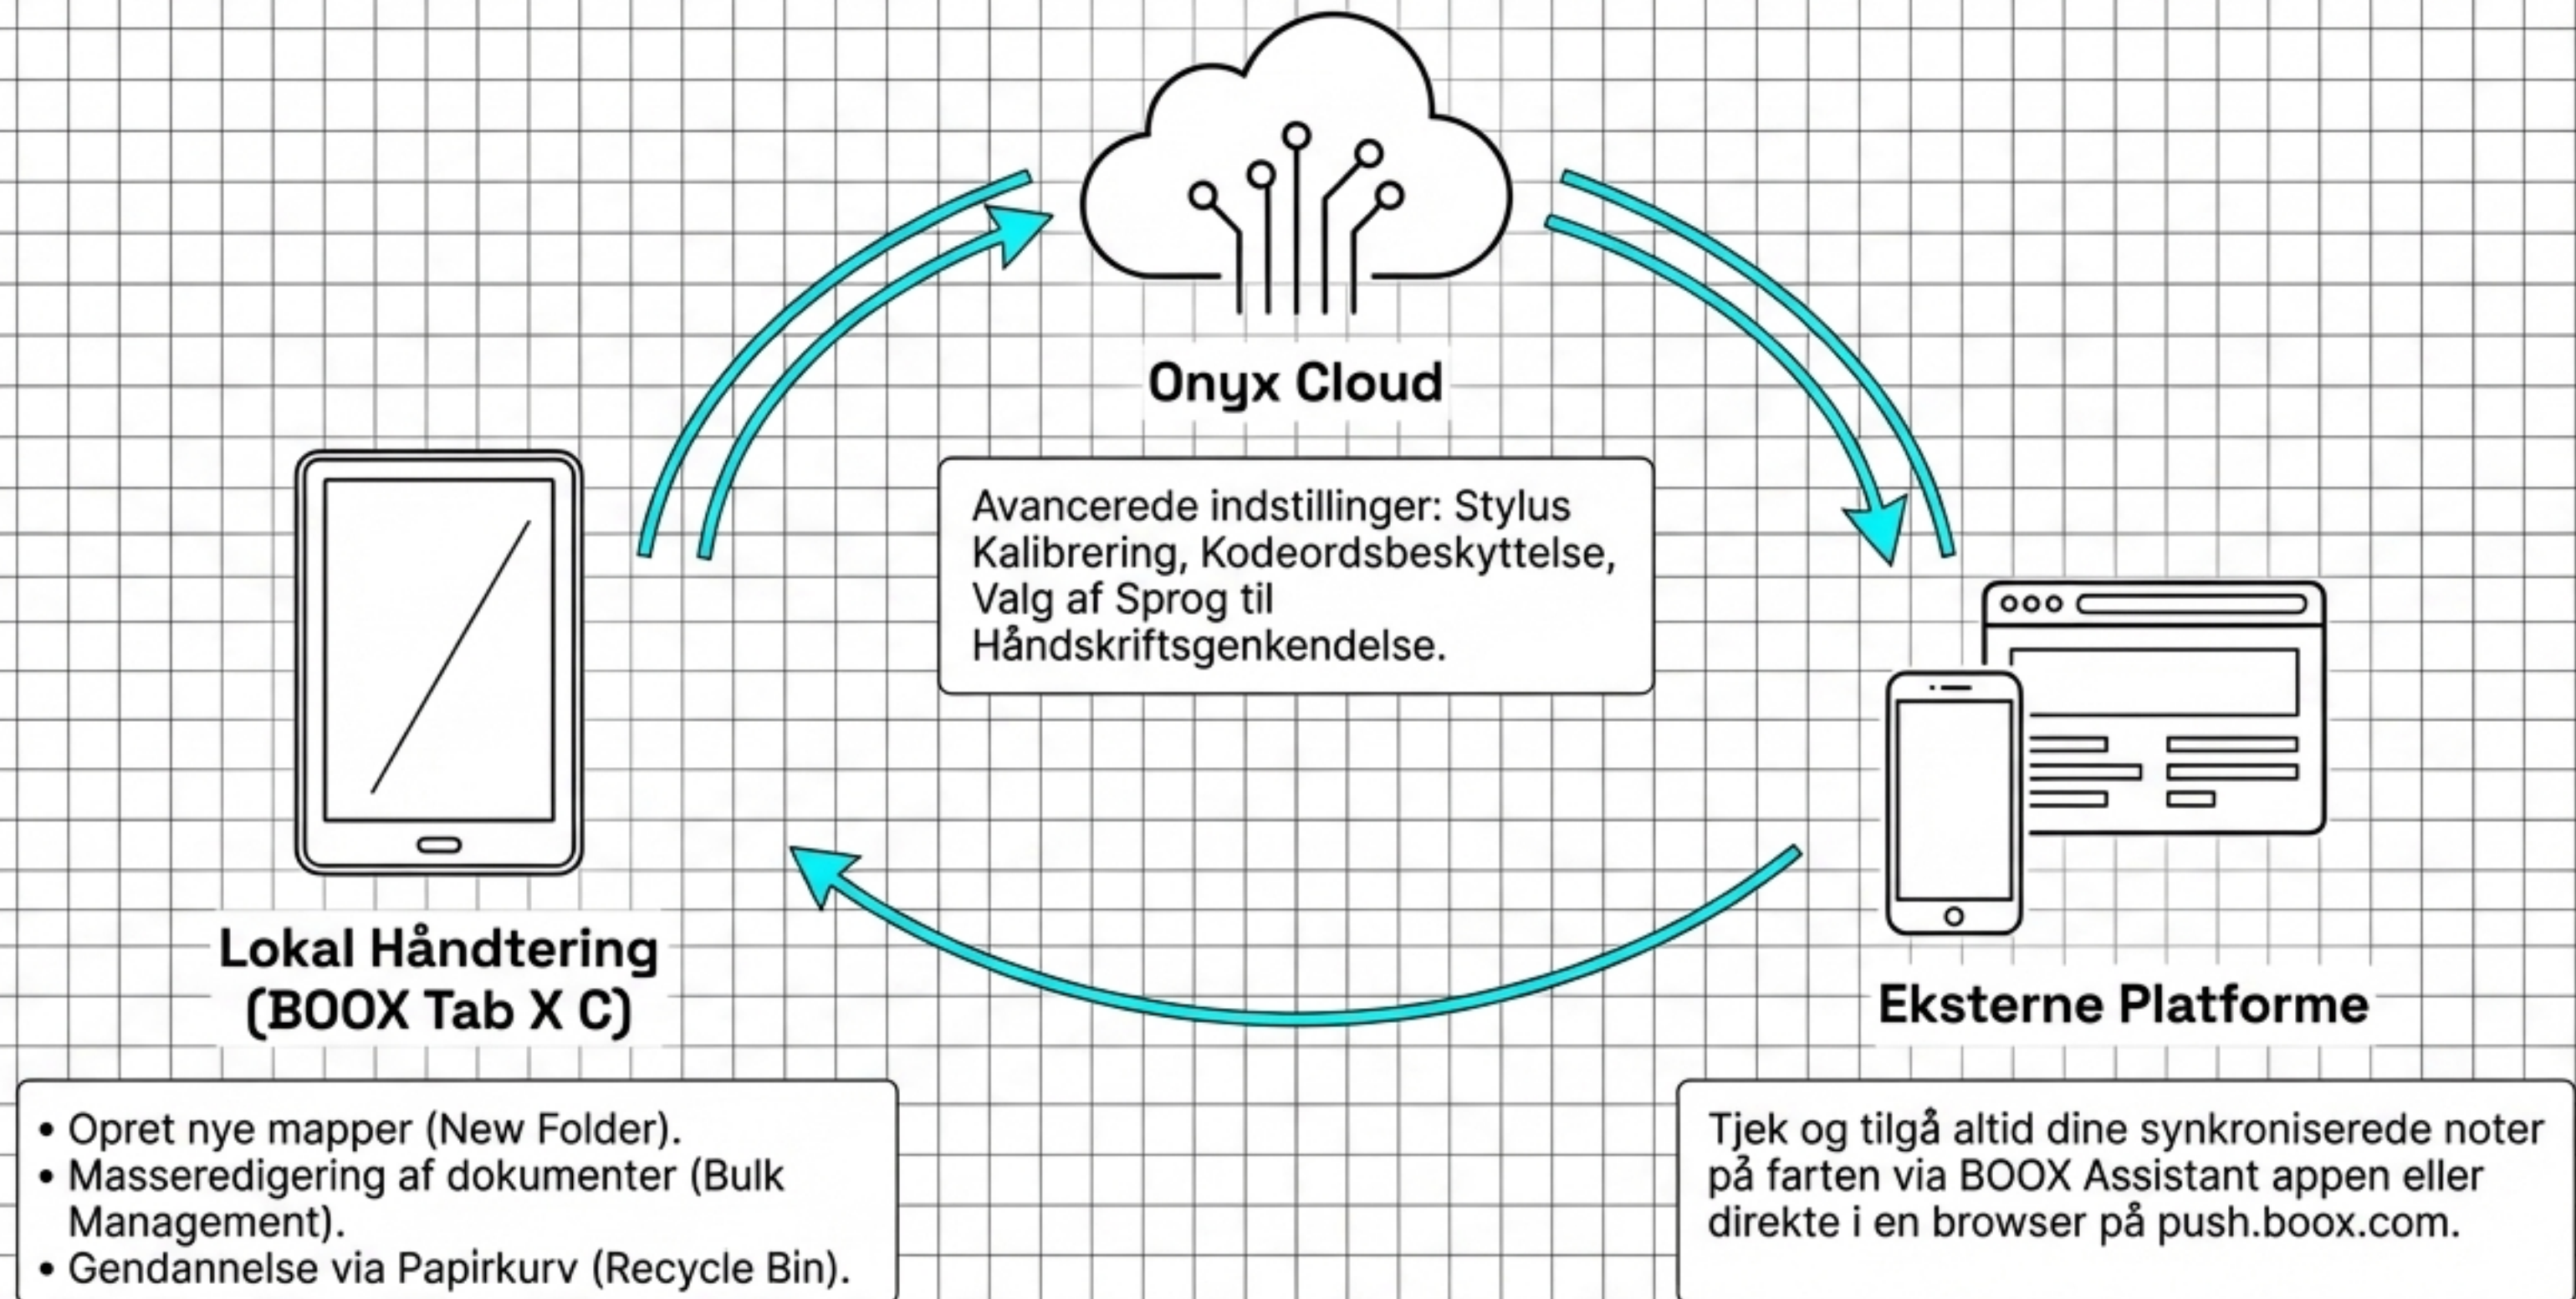 Onyx Cloud
Avancerede indstillinger: Stylus
Kalibrering, Kodeordsbeskyttelse,
Valg af Sprog til
Håndskriftsgenkendelse.
Lokal Håndtering
(BOOX Tab X C)
• Opret nye mapper (New Folder).
• Masseredigering af dokumenter (Bulk
Management).
• Gendannelse via Papirkurv (Recycle Bin).
Eksterne Platforme
Tjek og tilgå altid dine synkroniserede noter
på farten via BOOX Assistant appen eller
direkte i en browser på push.boox.com.